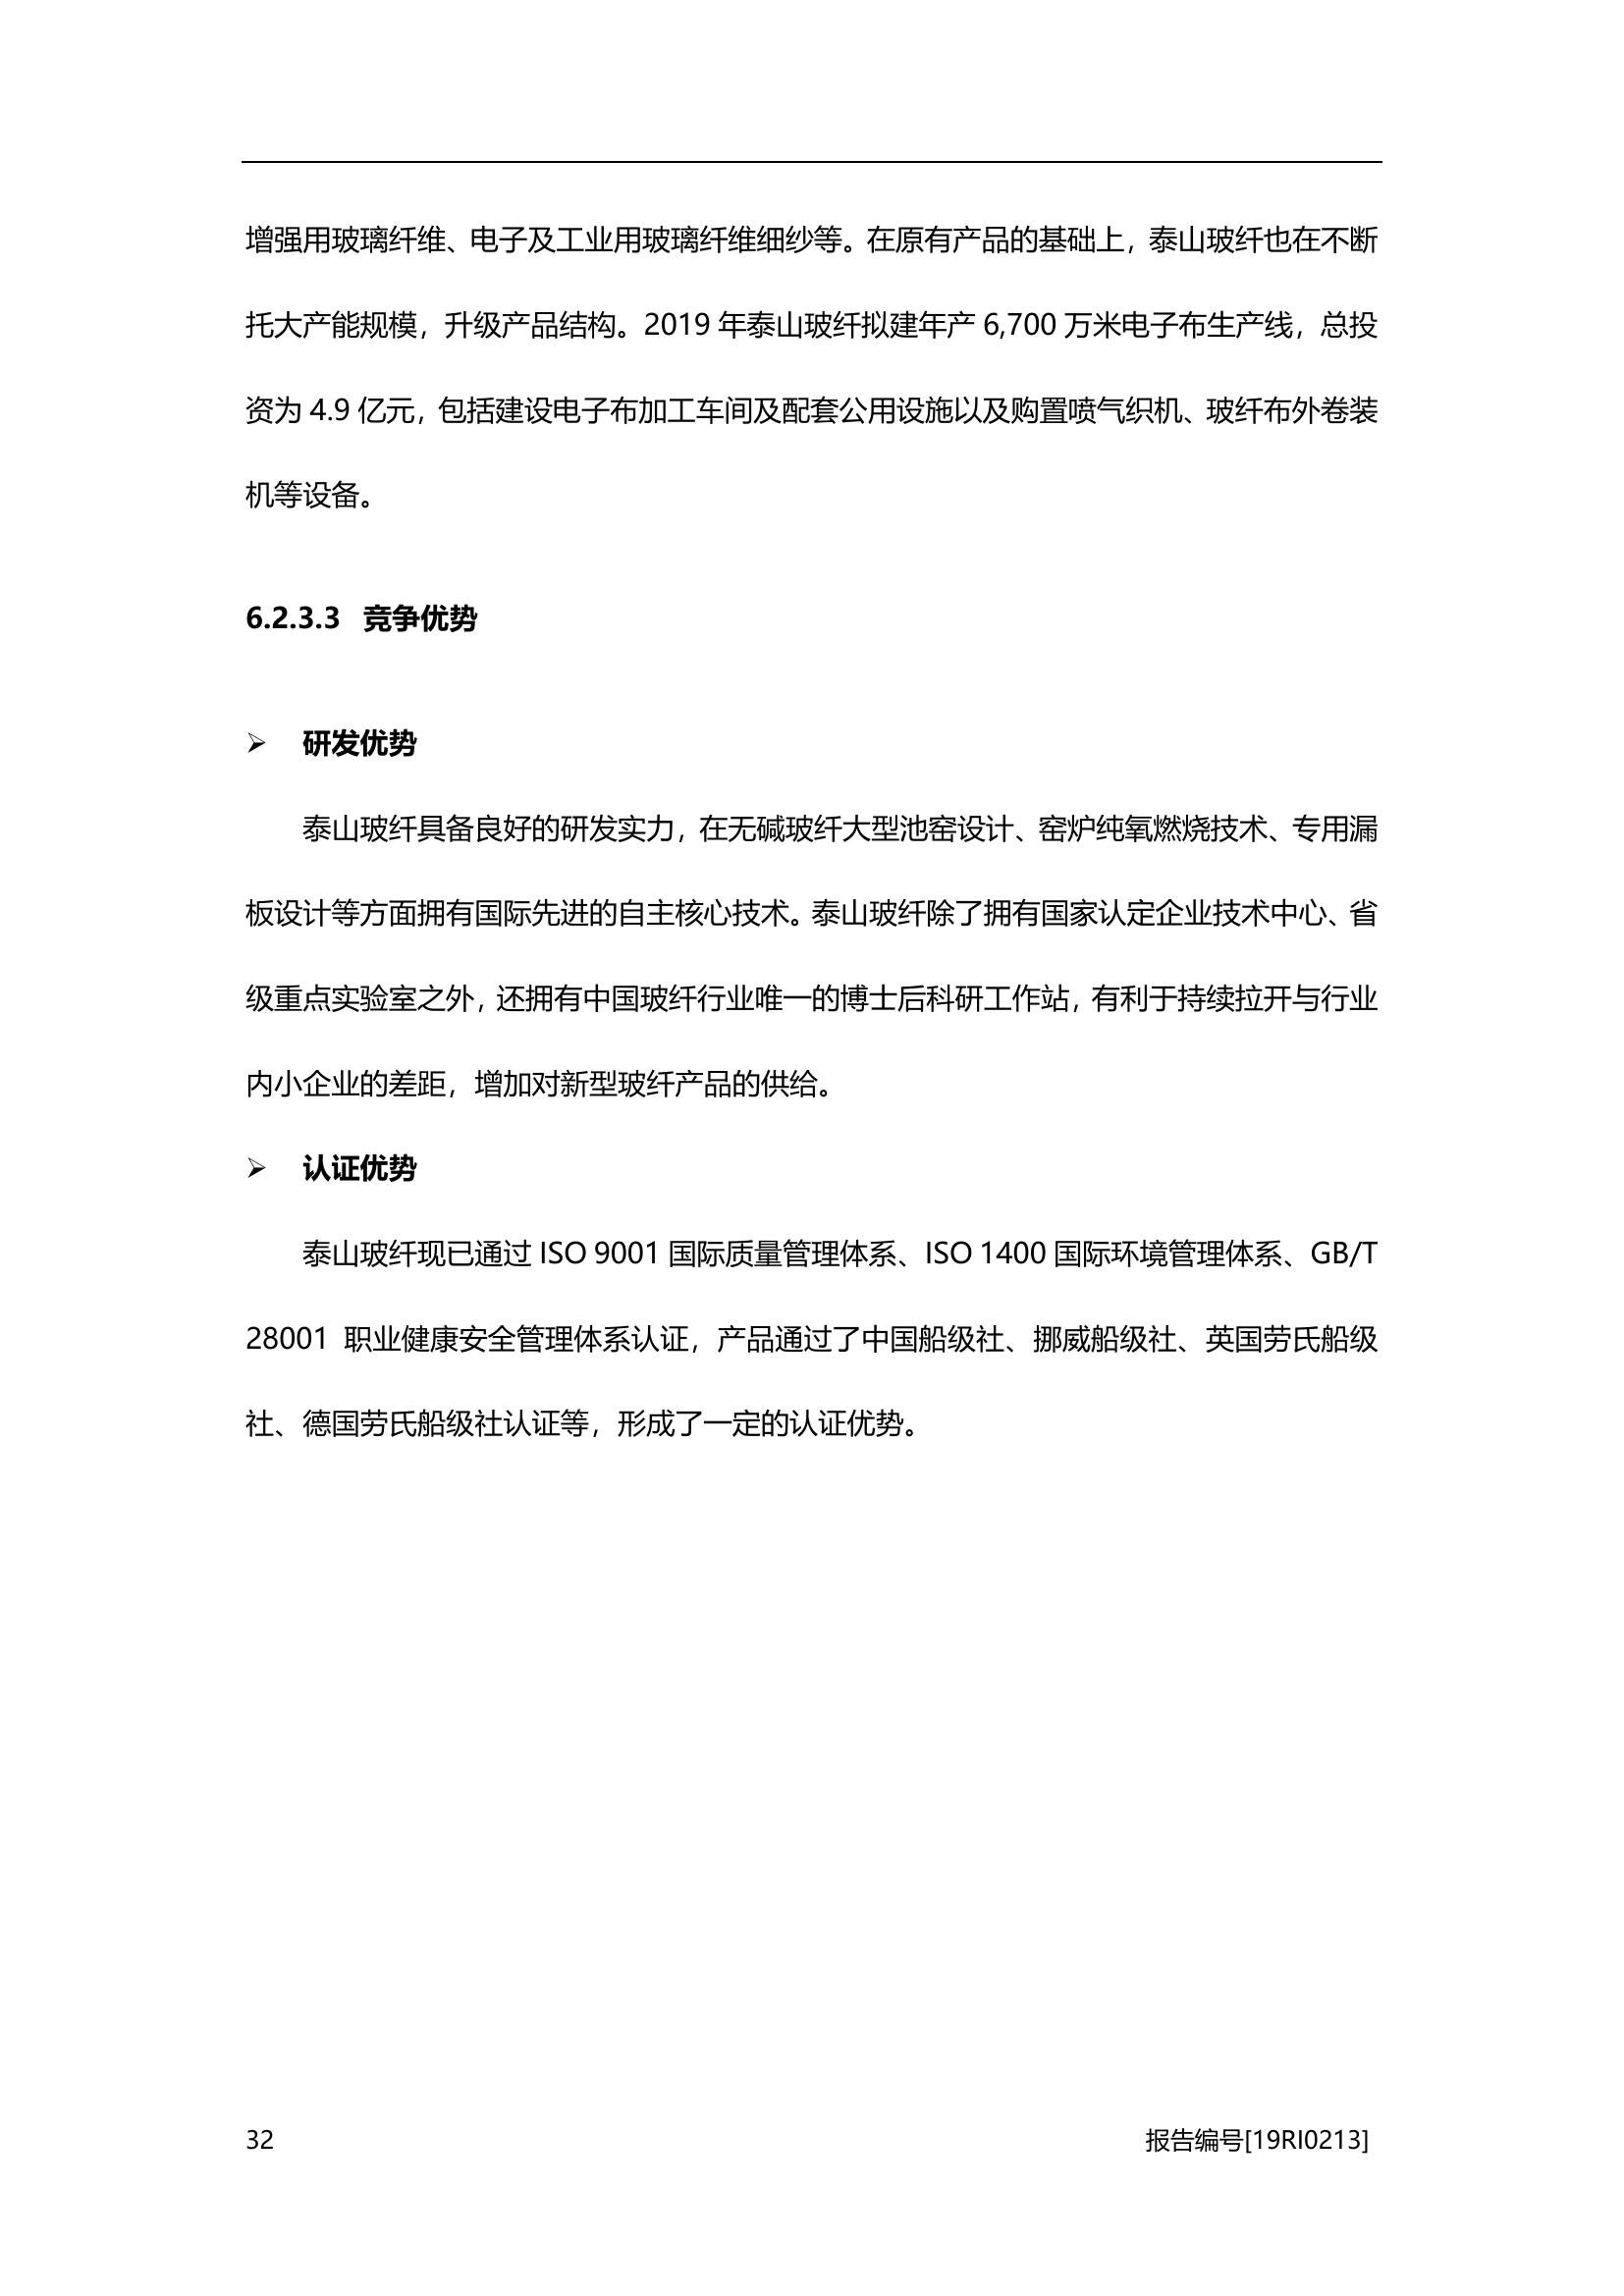 增强用玻璃纤维、电子及工业用玻璃纤维细纱等。在原有产品的基础上，泰山玻纤也在不断
托大产能规模，升级产品结构。2019 年泰山玻纤拟建年产 6,700 万米电子布生产线，总投
资为 4.9 亿元，包括建设电子布加工车间及配套公用设施以及购置喷气织机、玻纤布外卷装
机等设备。
6.2.3.3 竞争优势
➢ 研发优势
泰山玻纤具备良好的研发实力，在无碱玻纤大型池窑设计、窑炉纯氧燃烧技术、专用漏
板设计等方面拥有国际先进的自主核心技术。泰山玻纤除了拥有国家认定企业技术中心、省
级重点实验室之外，还拥有中国玻纤行业唯一的博士后科研工作站，有利于持续拉开与行业
内小企业的差距，增加对新型玻纤产品的供给。
➢ 认证优势
泰山玻纤现已通过 ISO 9001 国际质量管理体系、ISO 1400 国际环境管理体系、GB/T
28001 职业健康安全管理体系认证，产品通过了中国船级社、挪威船级社、英国劳氏船级
社、德国劳氏船级社认证等，形成了一定的认证优势。
32 报告编号[19RI0213]